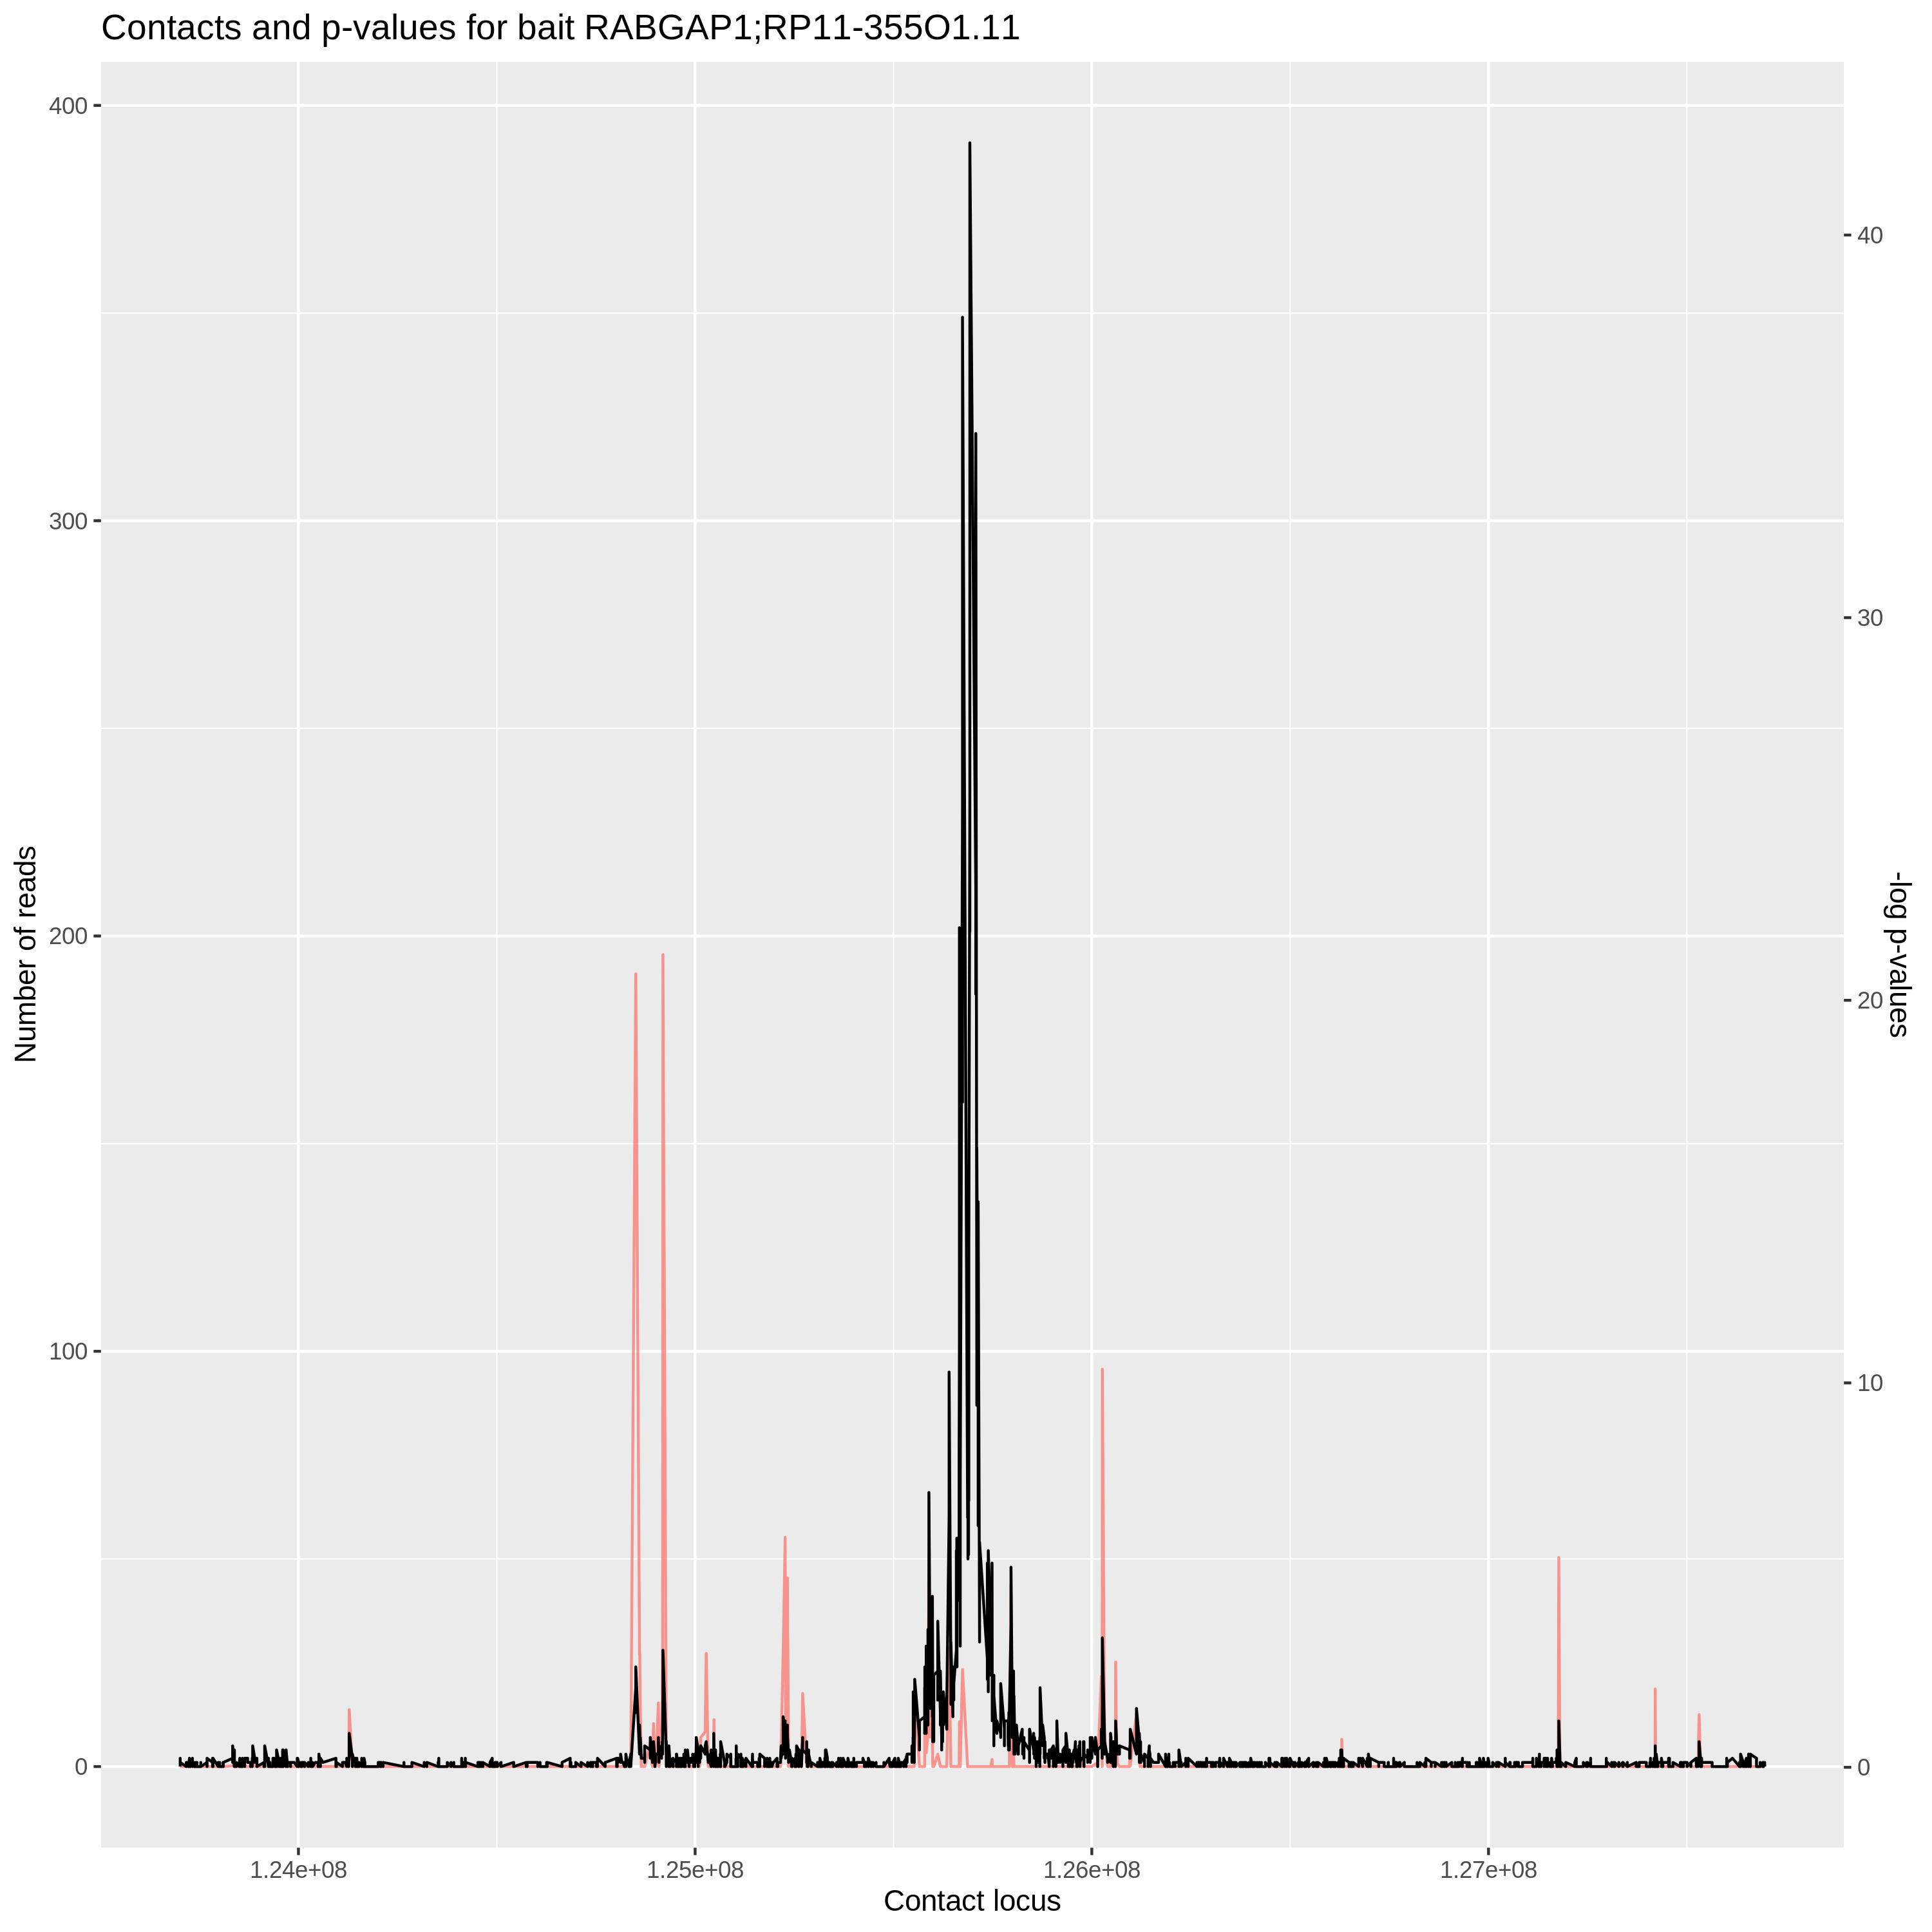 Contacts and p-values for bait RABGAP1;RP11-355O1.11
400
300
200
100
0
Number of reads
40
30
20
10
0
-log p-values
1.24e+08
1.25e+08
1.26e+08
1.27e+08
Contact locus